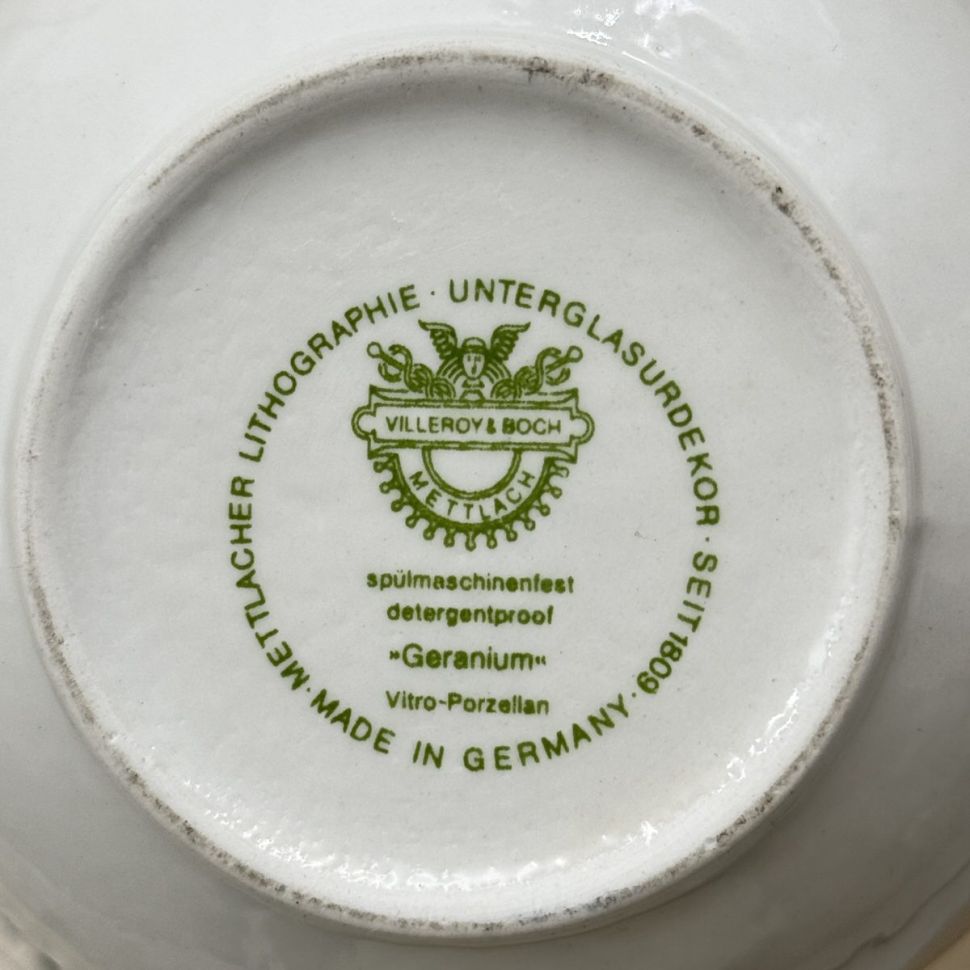 METTLACHER LITHOGRAPHIE · UNTERGLASURDEKOR · SEIT 1809 ·
VILLEROY & BOCH
METTLACH
spülmaschinenfest
detergentproof
»Geranium«
Vitro-Porzellan
MADE IN GERMANY ·